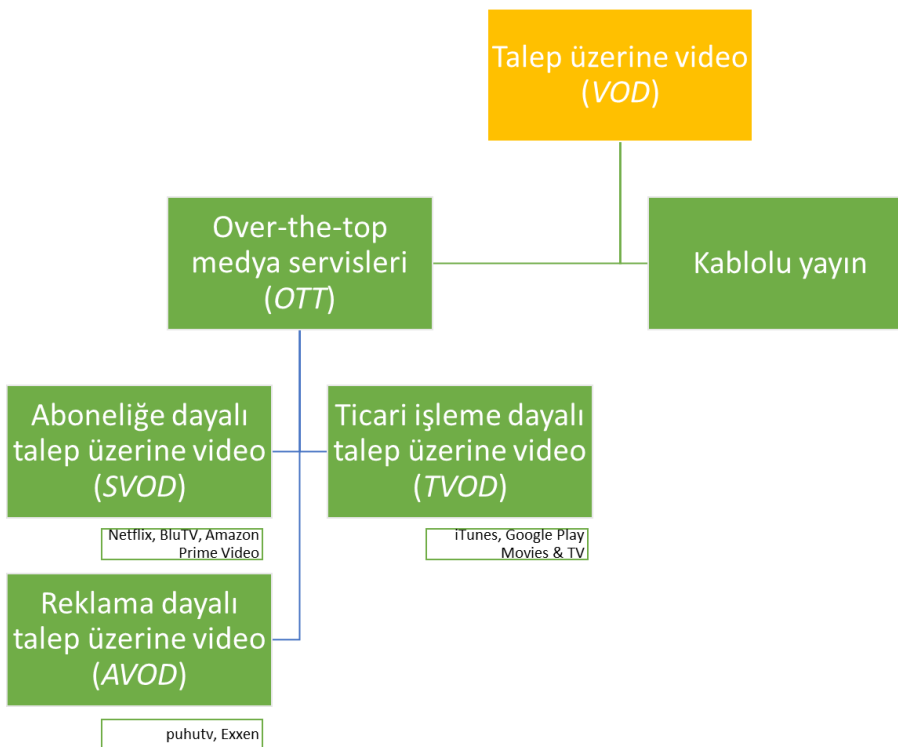 Talep üzerine video
(VOD)
Over-the-top
medya servisleri
(OTT)
Kablolu yayın
Aboneliğe dayalı
talep üzerine video
(SVOD)
Ticari işleme dayalı
talep üzerine video
(TVOD)
Netflix, BluTV, Amazon
Prime Video
iTunes, Google Play
Movies & TV
Reklama dayalı
talep üzerine video
(AVOD)
puhutv, Exxen